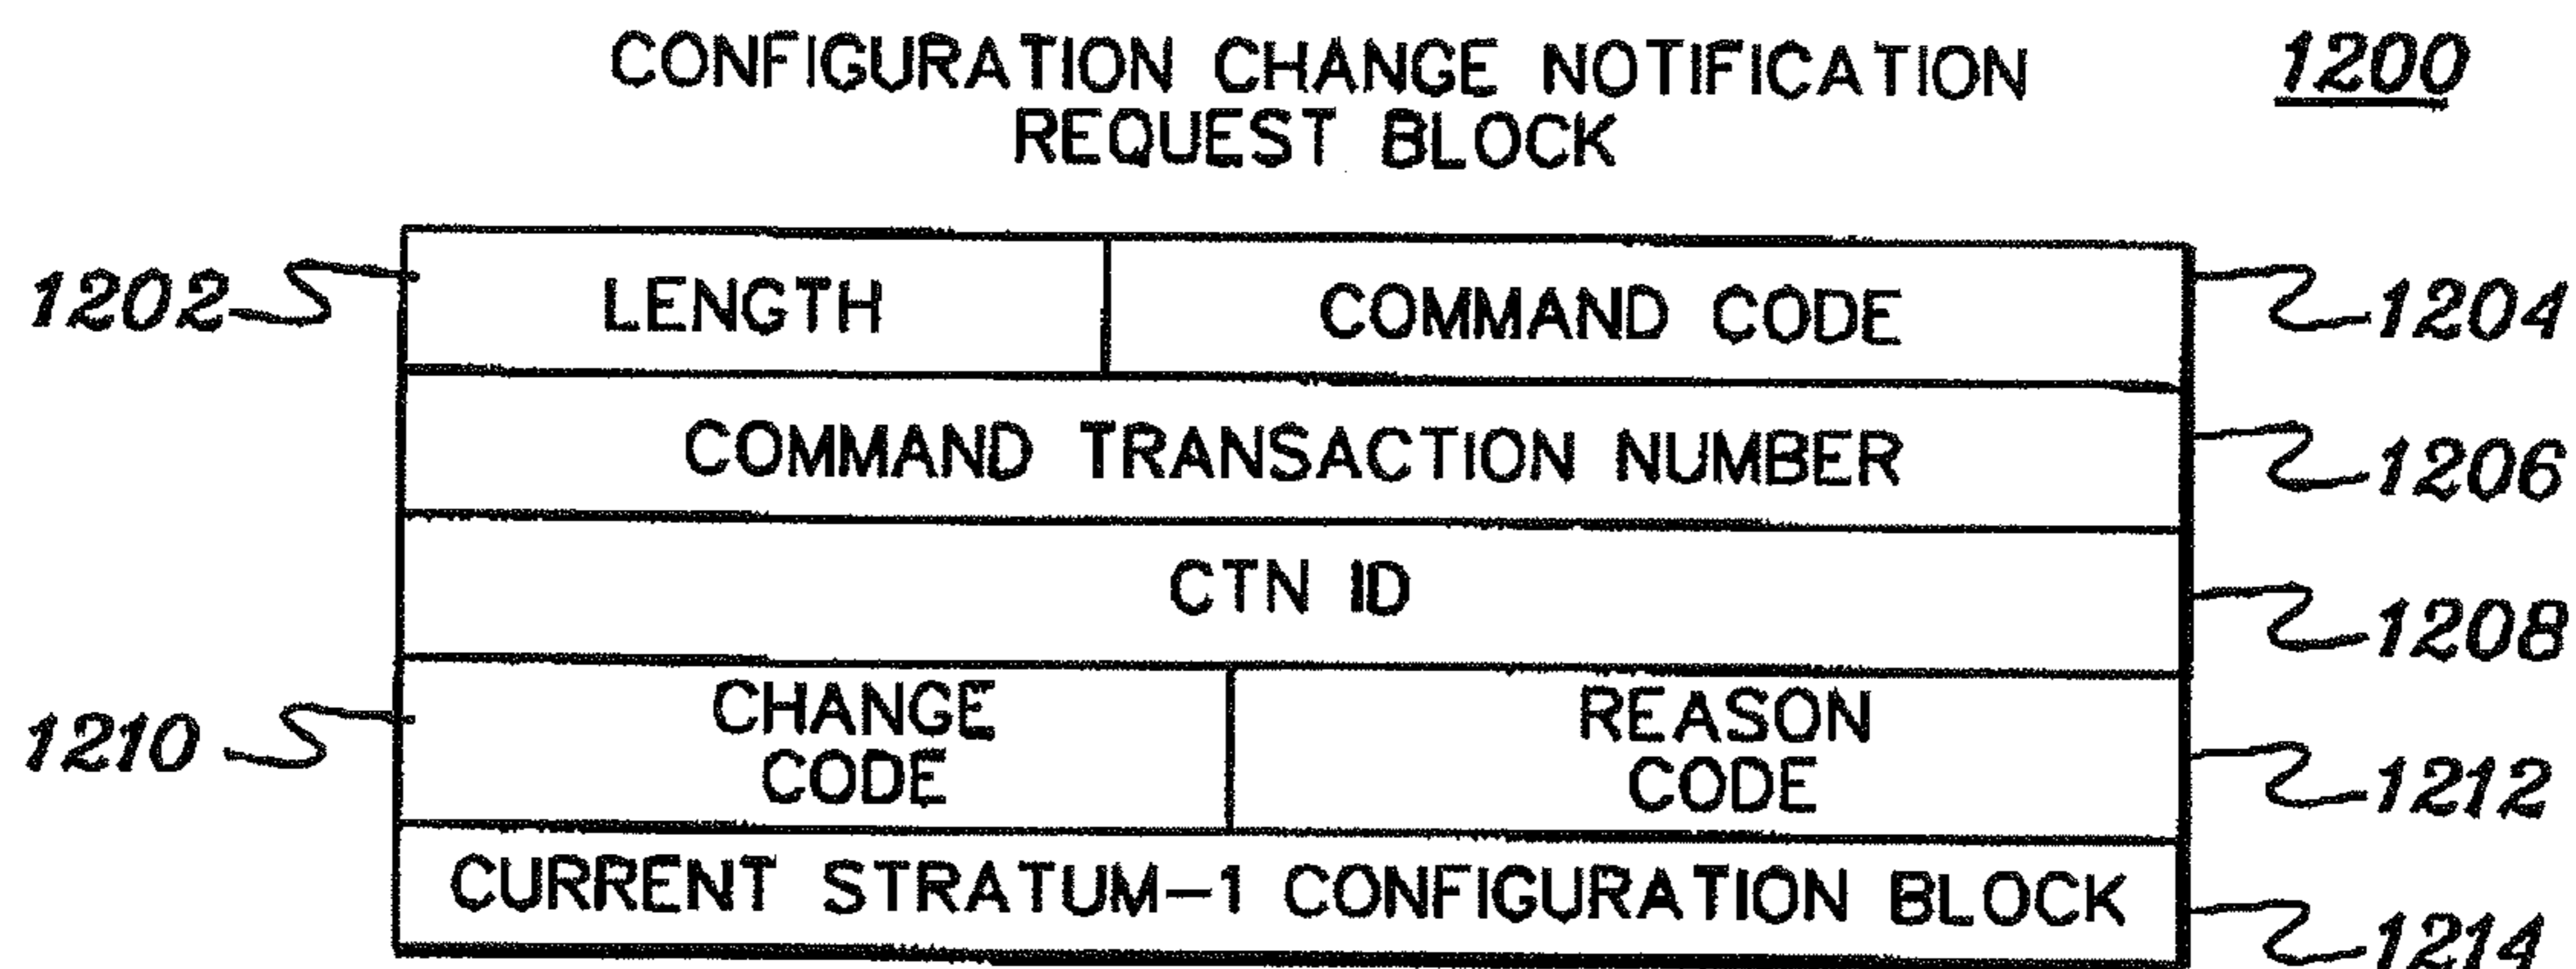 CONFIGURATION CHANGE NOTIFICATION 1200
REQUEST BLOCK
1202 LENGTH COMMAND CODE 1204
COMMAND TRANSACTION NUMBER 1206
CTN ID 1208
CHANGE REASON
1210 CODE CODE 1212
CURRENT STRATUM-1 CONFIGURATION BLOCK 1214